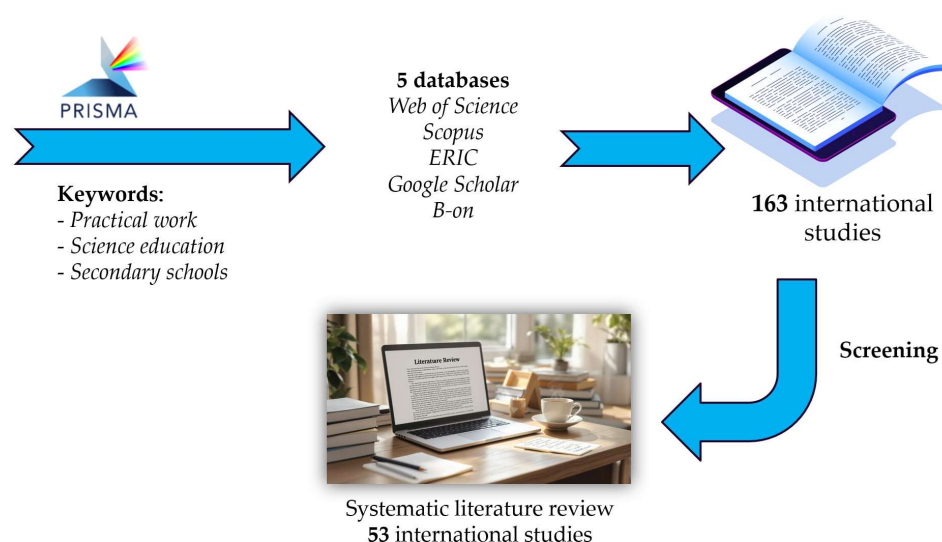 PRISMA
Keywords:
- Practical work
- Science education
- Secondary schools
5 databases
Web of Science
Scopus
ERIC
Google Scholar
B-on
163 international
studies
Screening
Literature Review
Systematic literature review
53 international studies